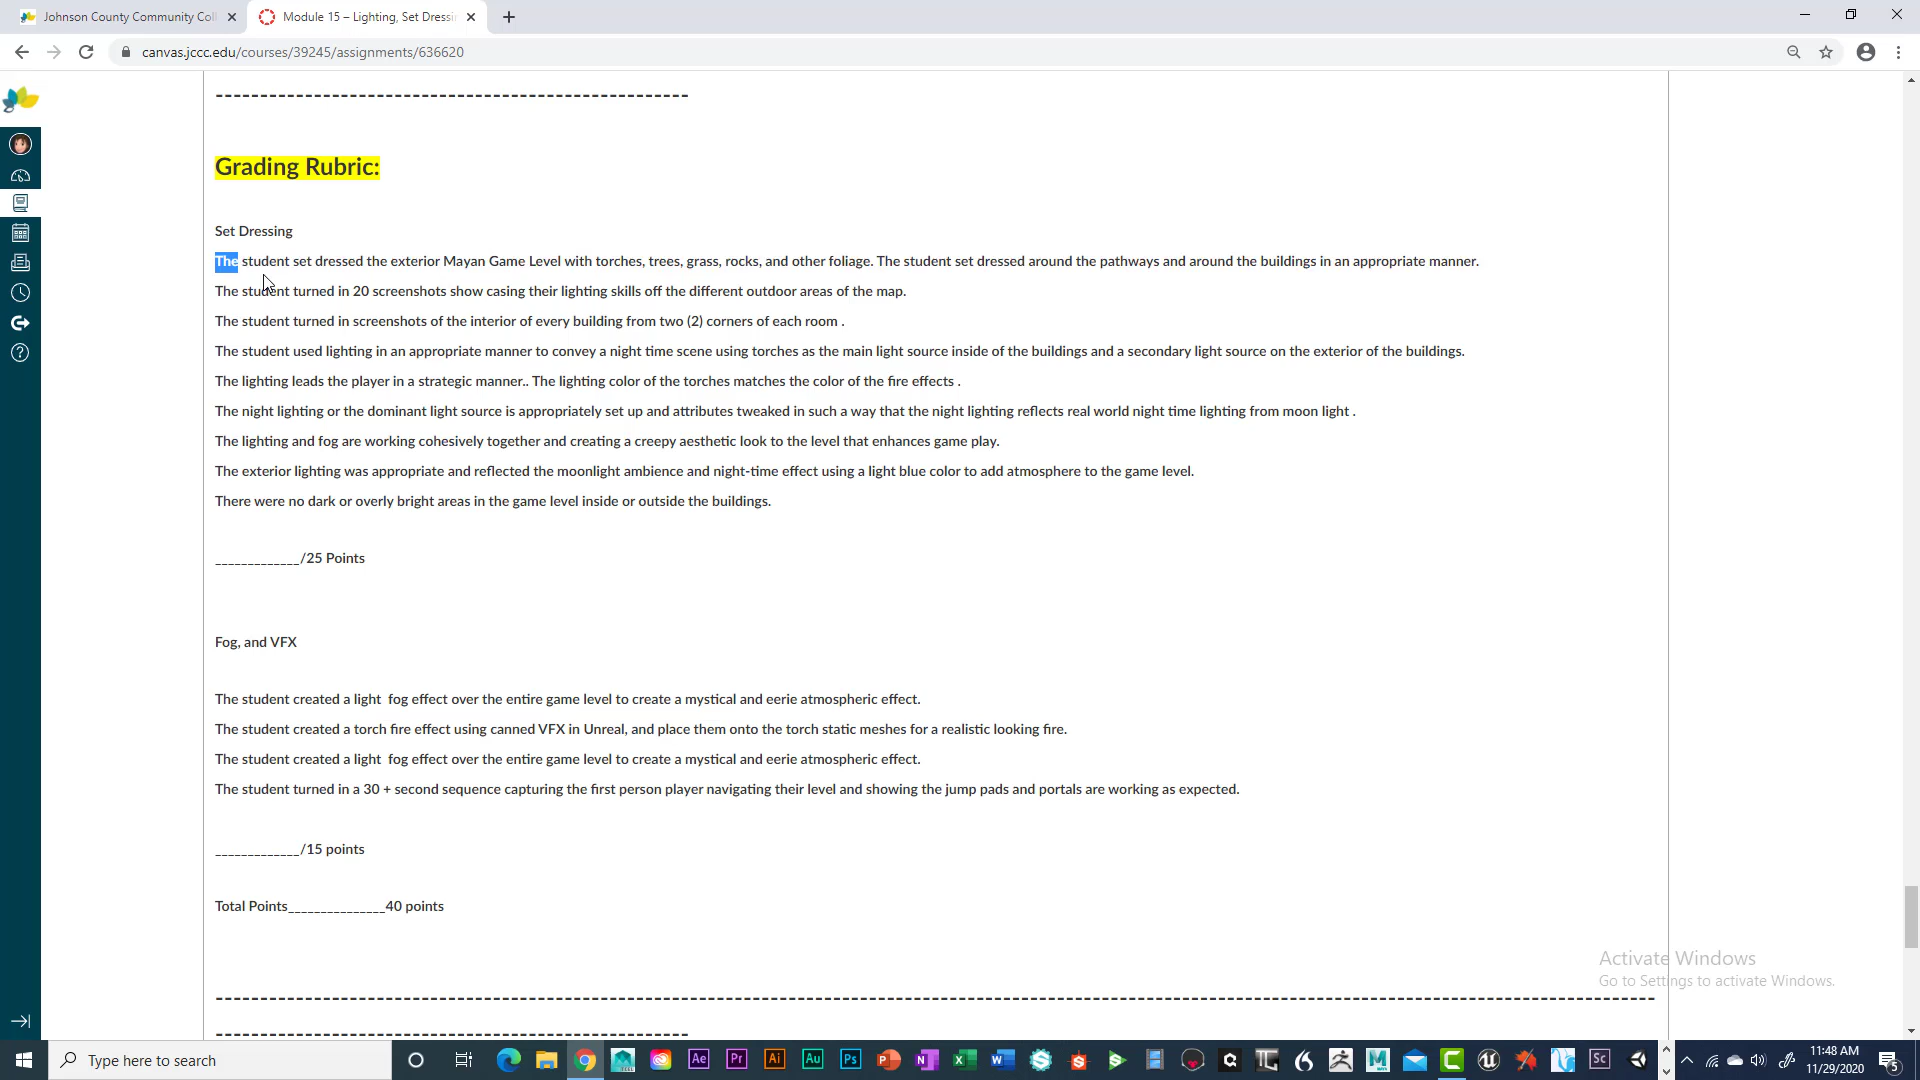 Johnson County Community Col
Module 15 – Lighting, Set Dressin
canvas.jccc.edu/courses/39245/assignments/636620
-----------------------------------------------------
Grading Rubric:
Set Dressing
The student set dressed the exterior Mayan Game Level with torches, trees, grass, rocks, and other foliage. The student set dressed around the pathways and around the buildings in an appropriate manner.
The student turned in 20 screenshots show casing their lighting skills off the different outdoor areas of the map.
The student turned in screenshots of the interior of every building from two (2) corners of each room .
The student used lighting in an appropriate manner to convey a night time scene using torches as the main light source inside of the buildings and a secondary light source on the exterior of the buildings.
The lighting leads the player in a strategic manner.. The lighting color of the torches matches the color of the fire effects .
The night lighting or the dominant light source is appropriately set up and attributes tweaked in such a way that the night lighting reflects real world night time lighting from moon light .
The lighting and fog are working cohesively together and creating a creepy aesthetic look to the level that enhances game play.
The exterior lighting was appropriate and reflected the moonlight ambience and night-time effect using a light blue color to add atmosphere to the game level.
There were no dark or overly bright areas in the game level inside or outside the buildings.
_____________/25 Points
Fog, and VFX
The student created a light  fog effect over the entire game level to create a mystical and eerie atmospheric effect.
The student created a torch fire effect using canned VFX in Unreal, and place them onto the torch static meshes for a realistic looking fire.
The student created a light  fog effect over the entire game level to create a mystical and eerie atmospheric effect.
The student turned in a 30 + second sequence capturing the first person player navigating their level and showing the jump pads and portals are working as expected.
_____________/15 points
Total Points_______________40 points
Activate Windows
Go to Settings to activate Windows.
Type here to search
Ae Pr Ai Au Ps
Sc
11:48 AM
11/29/2020
5